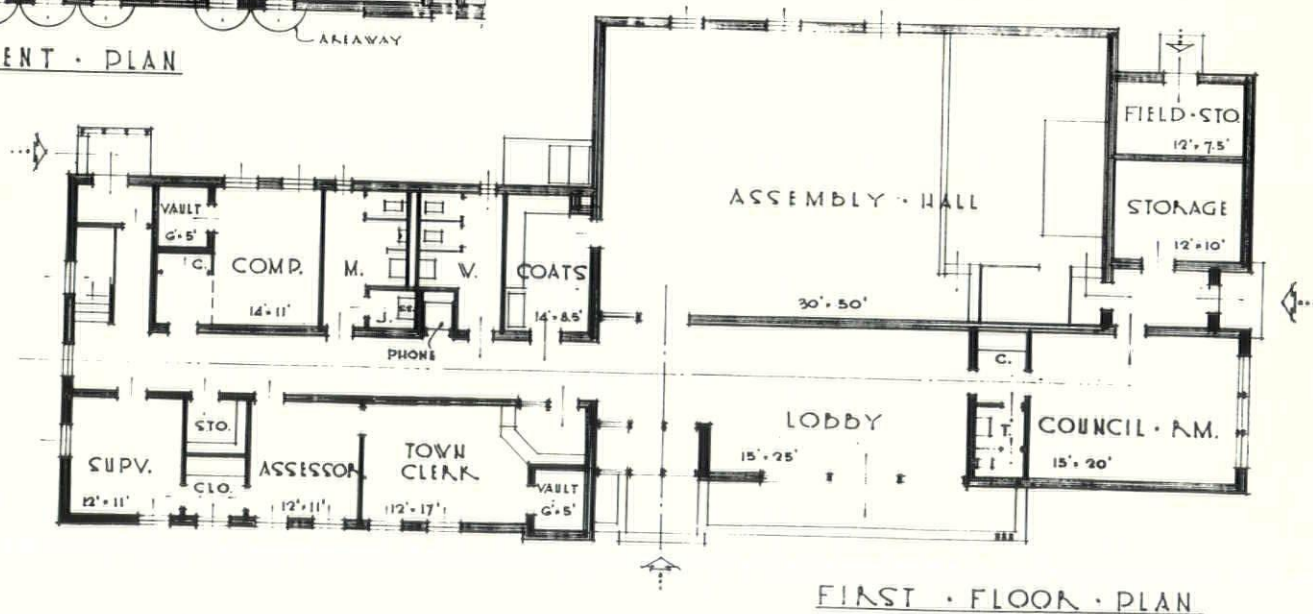 AREAWAY
ENT · PLAN
FIELD · STO.
12' × 7.5'
VAULT
6' × 5'
C.
COMP.
14' × 11'
M.
J.
W.
PHONE
COATS
14' × 8.5'
ASSEMBLY · HALL
30' × 50'
STORAGE
12' × 10'
SUPV.
12' × 11'
STO.
CLO.
ASSESSOR
12' × 11'
TOWN
CLERK
12' × 17'
VAULT
6' × 5'
LOBBY
15' × 25'
C.
T.
COUNCIL · RM.
15' × 20'
FIRST · FLOOR · PLAN